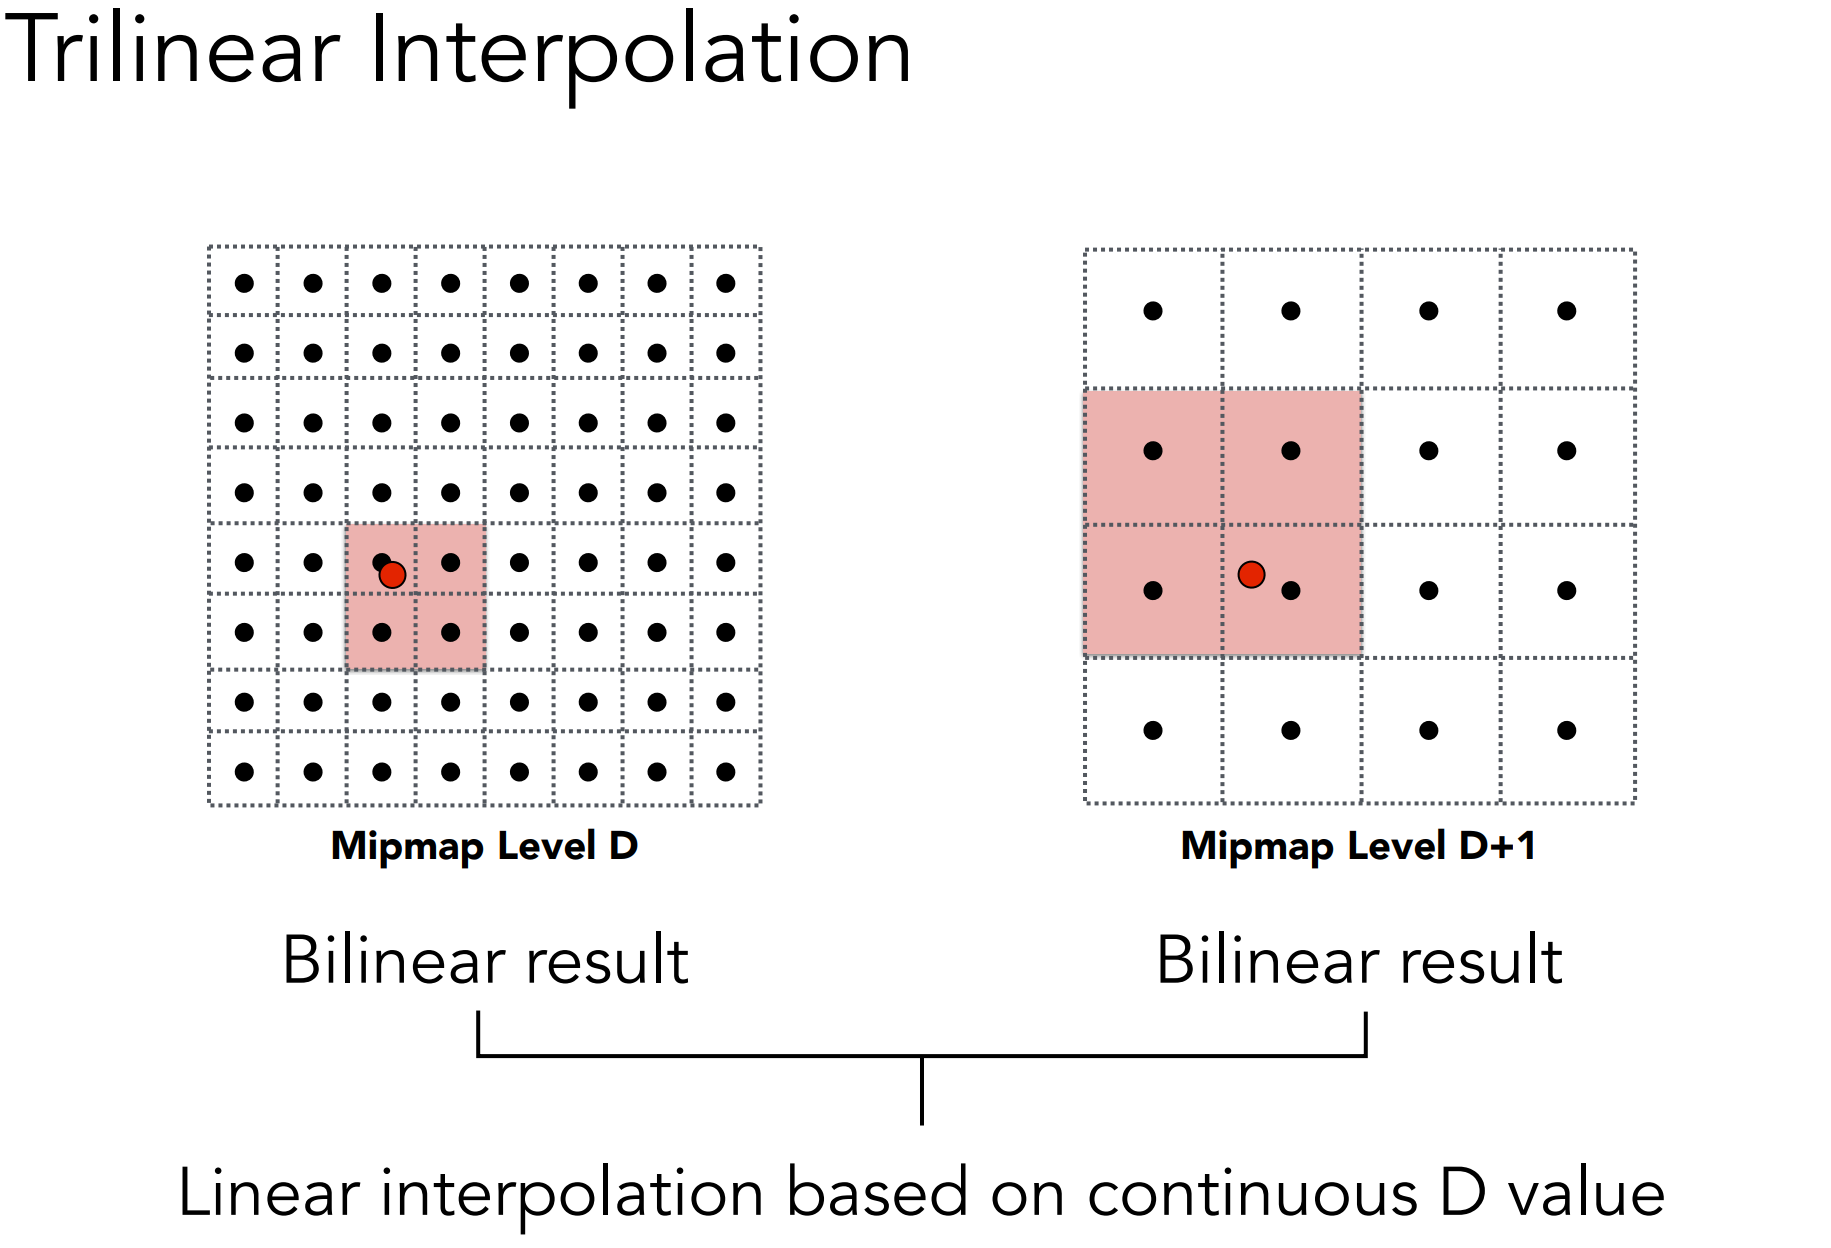 Trilinear Interpolation
Mipmap Level D
Mipmap Level D+1
Bilinear result
Bilinear result
Linear interpolation based on continuous D value